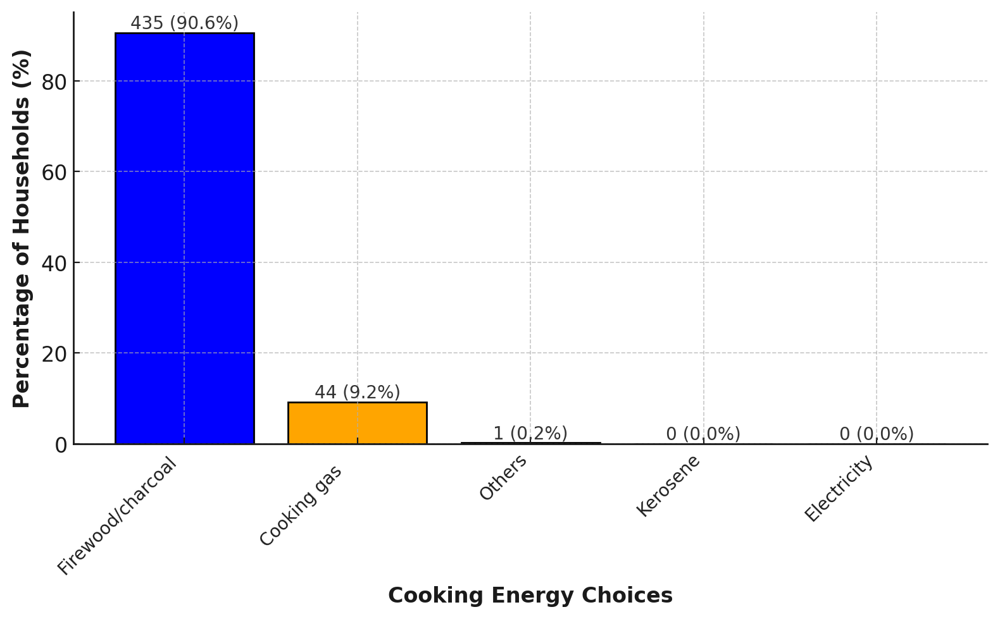 Percentage of Households (%)
80
60
40
20
0
435 (90.6%)
44 (9.2%)
1 (0.2%)
0 (0.0%)
0 (0.0%)
Firewood/charcoal
Cooking gas
Others
Kerosene
Electricity
Cooking Energy Choices